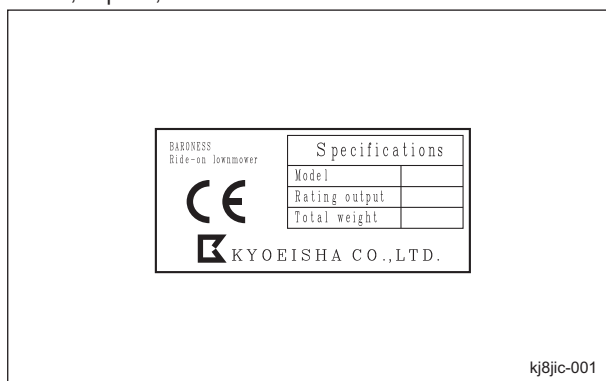 BARONESS
Ride-on lownmower
Specifications
Model
Rating output
Total weight
CE
KYOEISHA CO.,LTD.
kj8jic-001